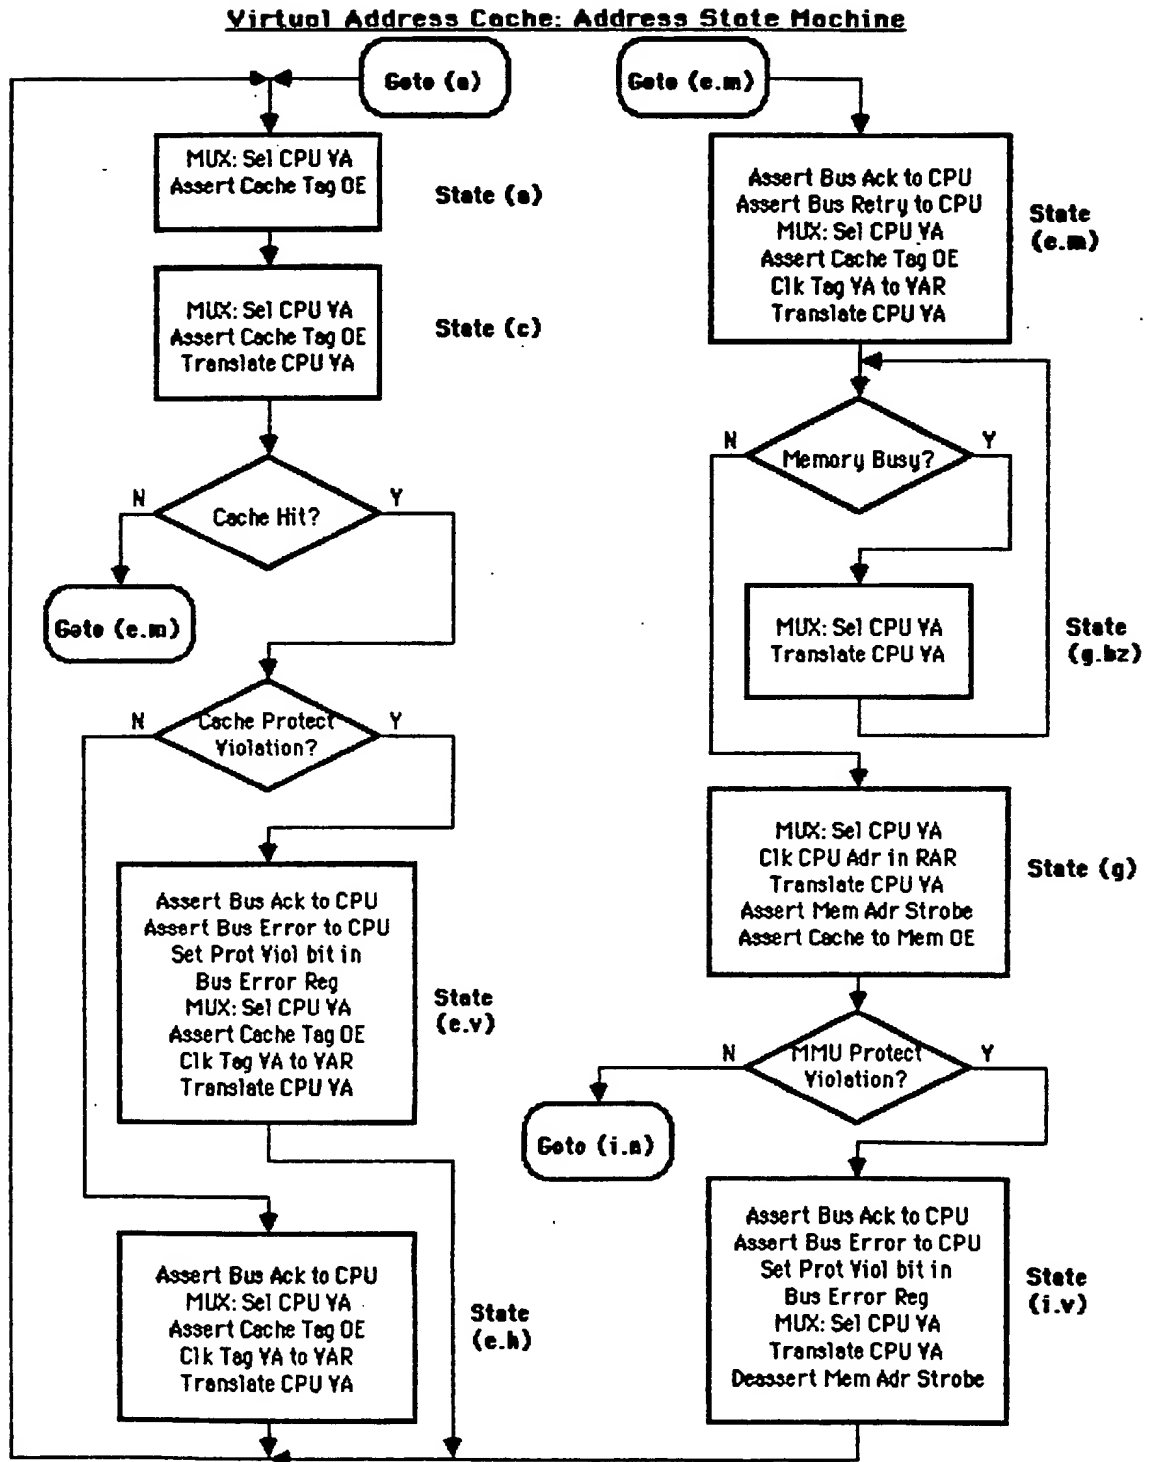 Virtual Address Cache: Address State Machine
Goto (a)
MUX: Sel CPU VA
Assert Cache Tag OE
State (a)
MUX: Sel CPU VA
Assert Cache Tag OE
Translate CPU VA
State (c)
Cache Hit?
N
Y
Goto (e.m)
Cache Protect
Violation?
N
Y
Assert Bus Ack to CPU
Assert Bus Error to CPU
Set Prot Viol bit in
Bus Error Reg
MUX: Sel CPU VA
Assert Cache Tag OE
Clk Tag VA to VAR
Translate CPU VA
State
(e.v)
Assert Bus Ack to CPU
MUX: Sel CPU VA
Assert Cache Tag OE
Clk Tag VA to VAR
Translate CPU VA
State
(e.h)
Goto (e.m)
Assert Bus Ack to CPU
Assert Bus Retry to CPU
MUX: Sel CPU VA
Assert Cache Tag OE
Clk Tag VA to VAR
Translate CPU VA
State
(e.m)
N
Y
Memory Busy?
MUX: Sel CPU VA
Translate CPU VA
State
(g.bz)
MUX: Sel CPU VA
Clk CPU Adr in RAR
Translate CPU VA
Assert Mem Adr Strobe
Assert Cache to Mem OE
State (g)
N
Y
MMU Protect
Violation?
Goto (i.n)
Assert Bus Ack to CPU
Assert Bus Error to CPU
Set Prot Viol bit in
Bus Error Reg
MUX: Sel CPU VA
Translate CPU VA
Deassert Mem Adr Strobe
State
(i.v)